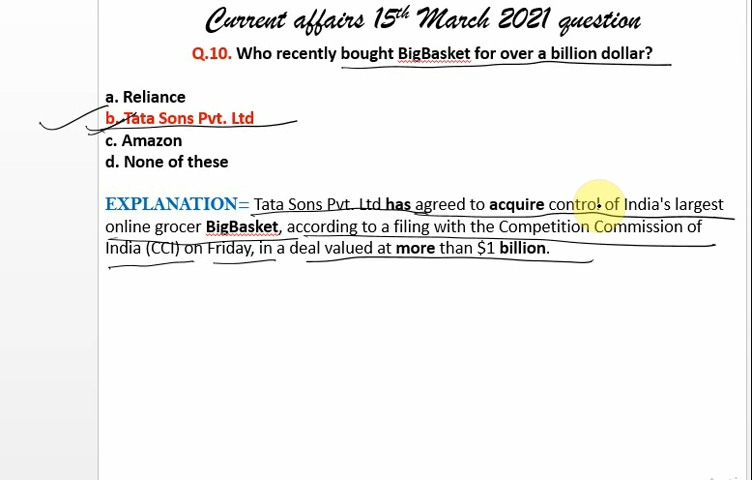 Current affairs 15th March 2021 question
Q.10. Who recently bought BigBasket for over a billion dollar?
a. Reliance
b. Tata Sons Pvt. Ltd
c. Amazon
d. None of these
EXPLANATION= Tata Sons Pvt. Ltd has agreed to acquire control of India's largest
online grocer BigBasket, according to a filing with the Competition Commission of
India (CCI) on Friday, in a deal valued at more than $1 billion.